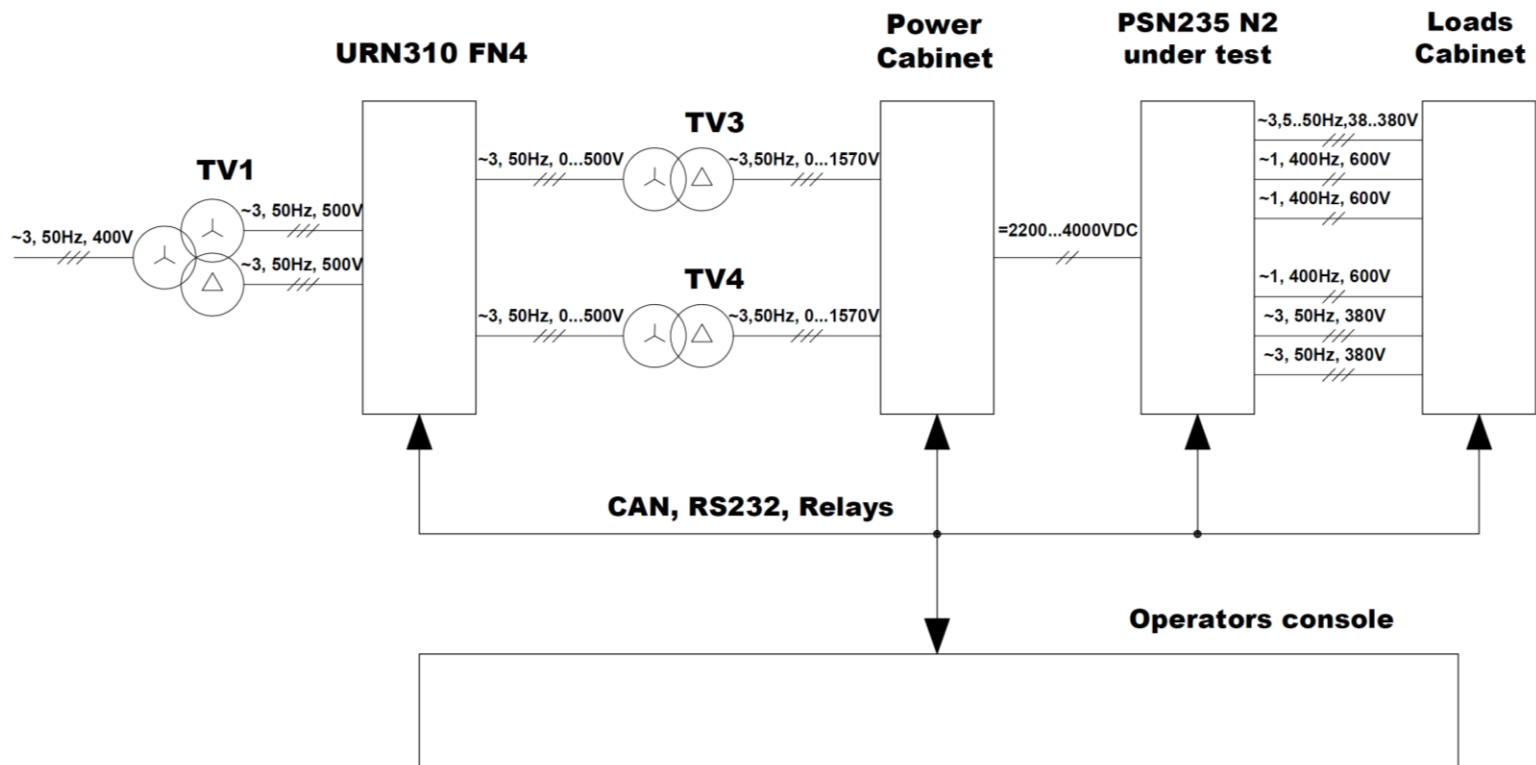 Power
Cabinet
PSN235 N2
under test
Loads
Cabinet
URN310 FN4
TV1
TV3
~3, 50Hz, 400V
~3, 50Hz, 500V
~3, 50Hz, 500V
~3, 50Hz, 0...500V
~3,50Hz, 0...1570V
TV4
~3, 50Hz, 0...500V
~3,50Hz, 0...1570V
=2200...4000VDC
~3,5..50Hz,38..380V
~1, 400Hz, 600V
~1, 400Hz, 600V
~1, 400Hz, 600V
~3, 50Hz, 380V
~3, 50Hz, 380V
CAN, RS232, Relays
Operators console